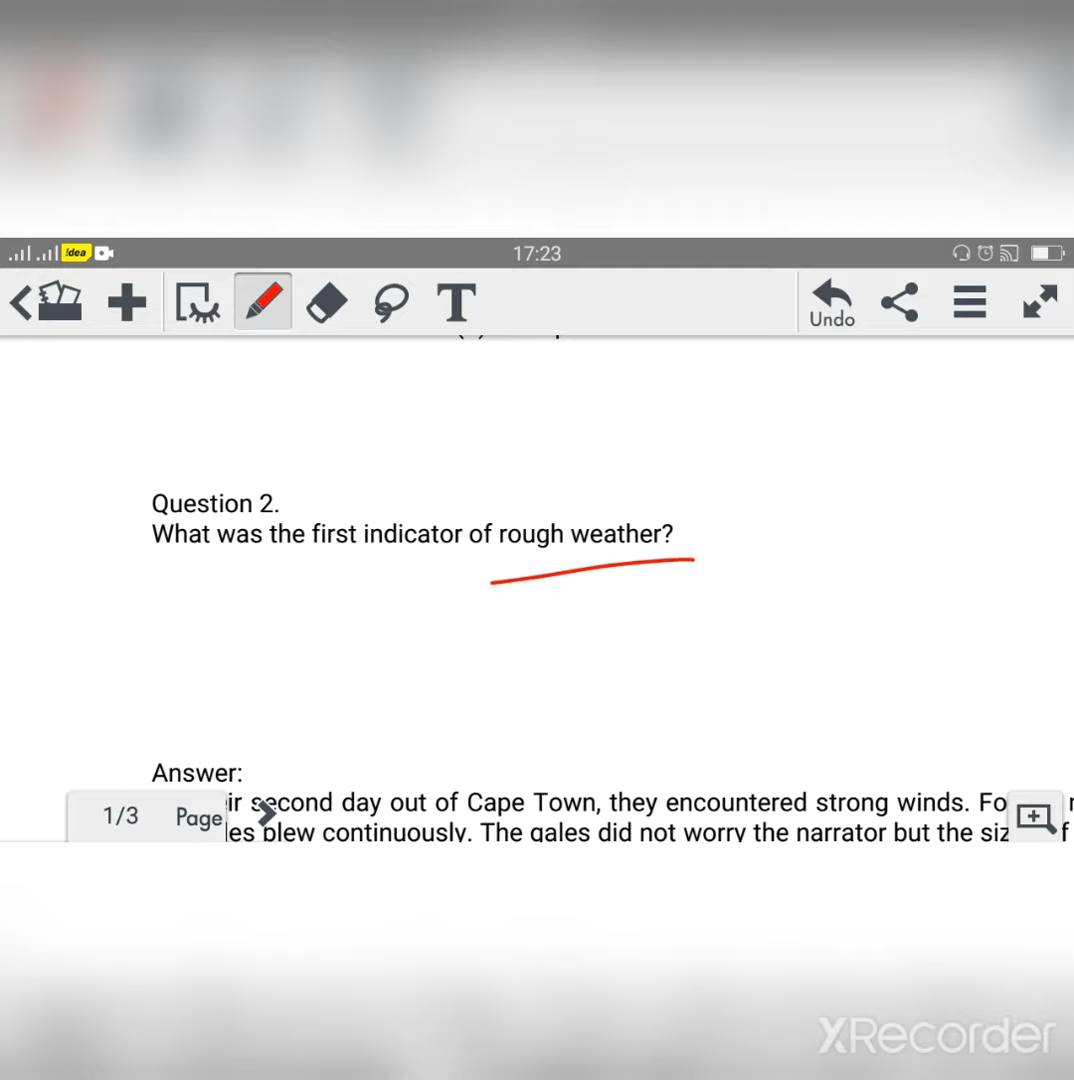 !dea
17:23
T
Undo
Question 2.
What was the first indicator of rough weather?
Answer:
second day out of Cape Town, they encountered strong winds.
blew continuously. The gales did not worry the narrator but the
1/3 Page
XRecorder